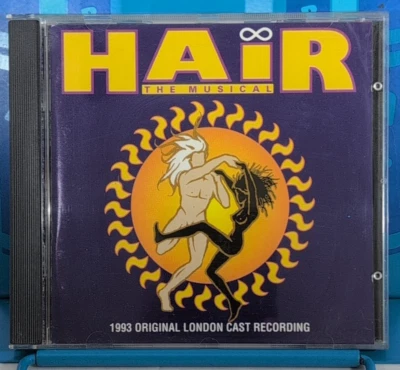 HAiR
THE MUSICAL
1993 ORIGINAL LONDON CAST RECORDING